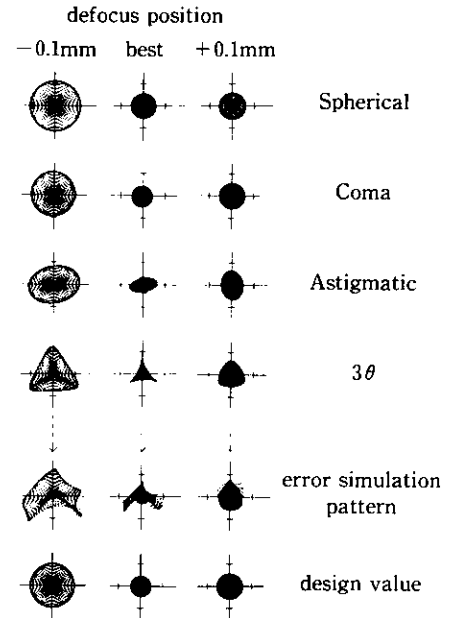 defocus position
−0.1mm best +0.1mm
Spherical
Coma
Astigmatic
3θ
error simulation
pattern
design value